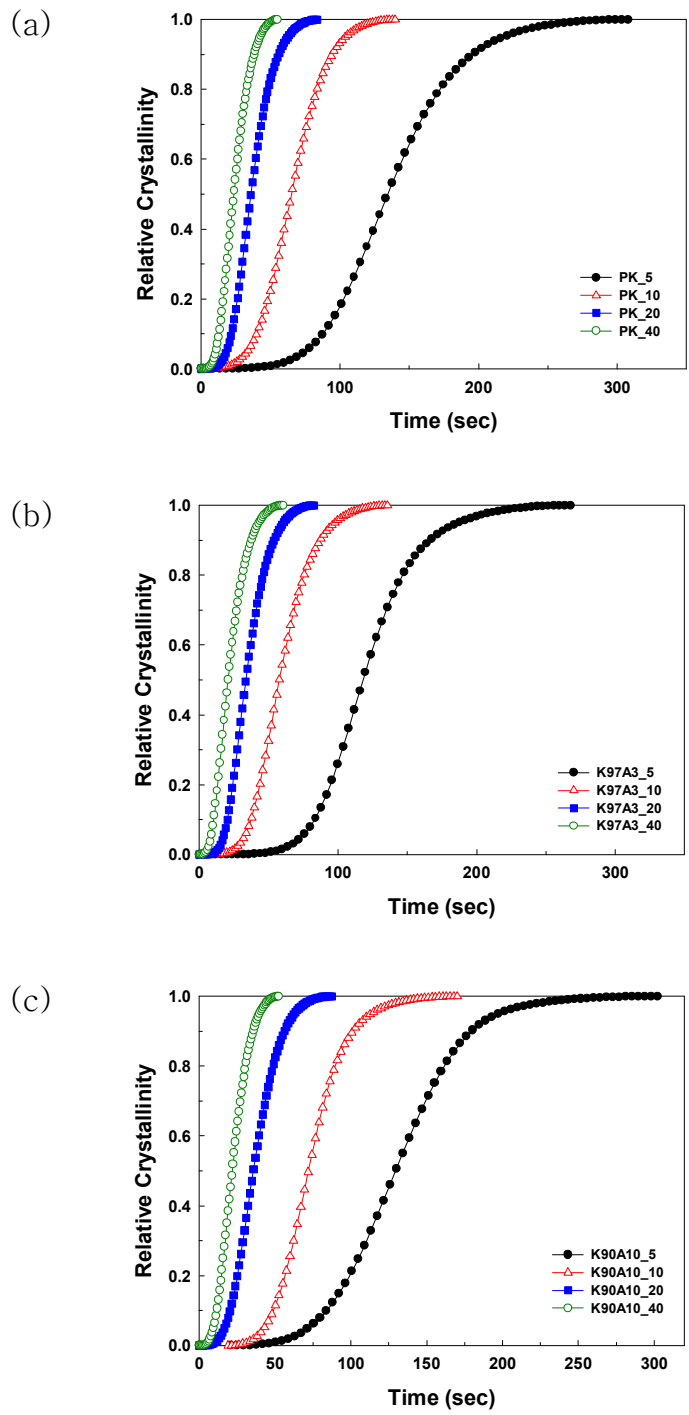 (a)
Relative Crystallinity
1.0
0.8
0.6
0.4
0.2
0.0
0 100 200 300
Time (sec)
PK_5
PK_10
PK_20
PK_40
(b)
Relative Crystallinity
1.0
0.8
0.6
0.4
0.2
0.0
0 100 200 300
Time (sec)
K97A3_5
K97A3_10
K97A3_20
K97A3_40
(c)
Relative Crystallinity
1.0
0.8
0.6
0.4
0.2
0.0
0 50 100 150 200 250 300
Time (sec)
K90A10_5
K90A10_10
K90A10_20
K90A10_40